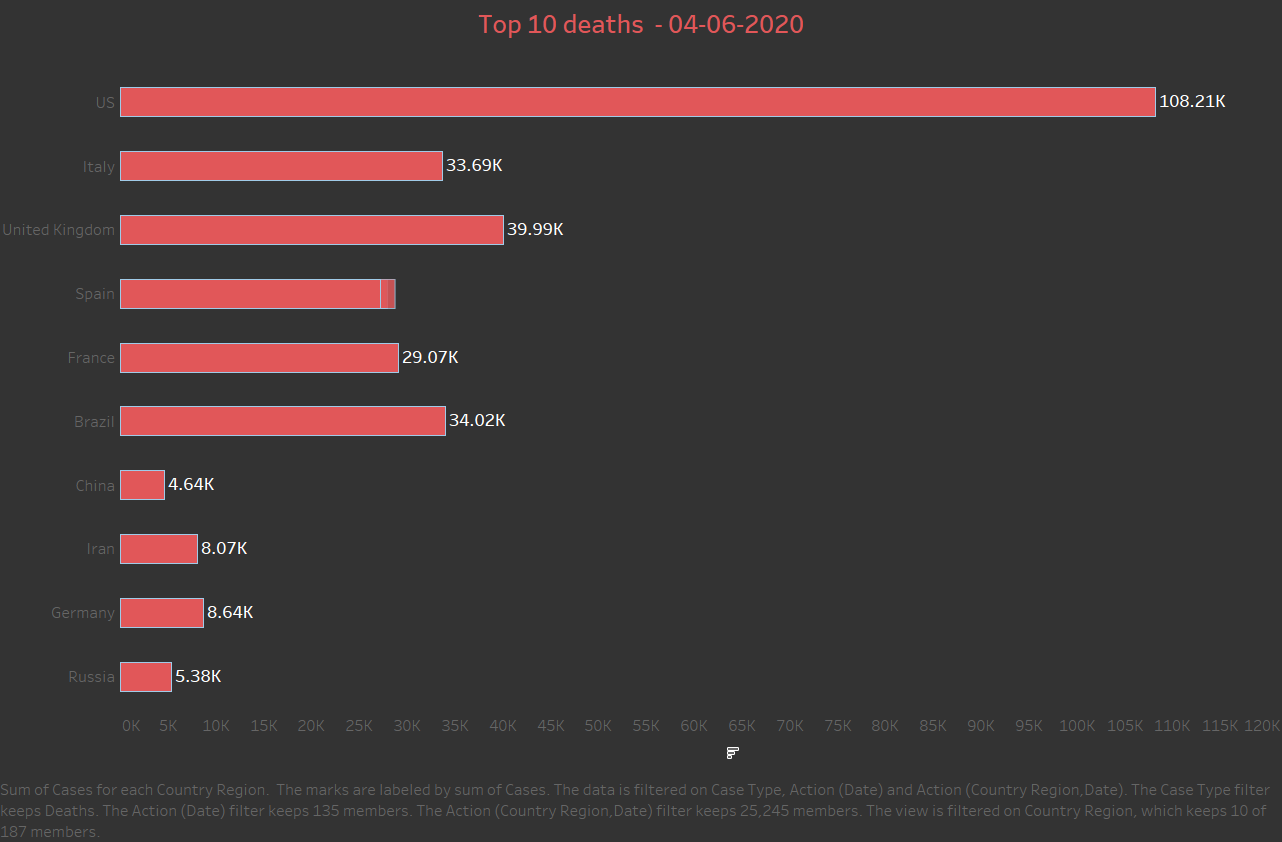 Top 10 deaths - 04-06-2020
US 108.21K
Italy 33.69K
United Kingdom 39.99K
Spain
France 29.07K
Brazil 34.02K
China 4.64K
Iran 8.07K
Germany 8.64K
Russia 5.38K
0K 5K 10K 15K 20K 25K 30K 35K 40K 45K 50K 55K 60K 65K 70K 75K 80K 85K 90K 95K 100K 105K 110K 115K 120K
Sum of Cases for each Country Region. The marks are labeled by sum of Cases. The data is filtered on Case Type, Action (Date) and Action (Country Region,Date). The Case Type filter
keeps Deaths. The Action (Date) filter keeps 135 members. The Action (Country Region,Date) filter keeps 25,245 members. The view is filtered on Country Region, which keeps 10 of
187 members.